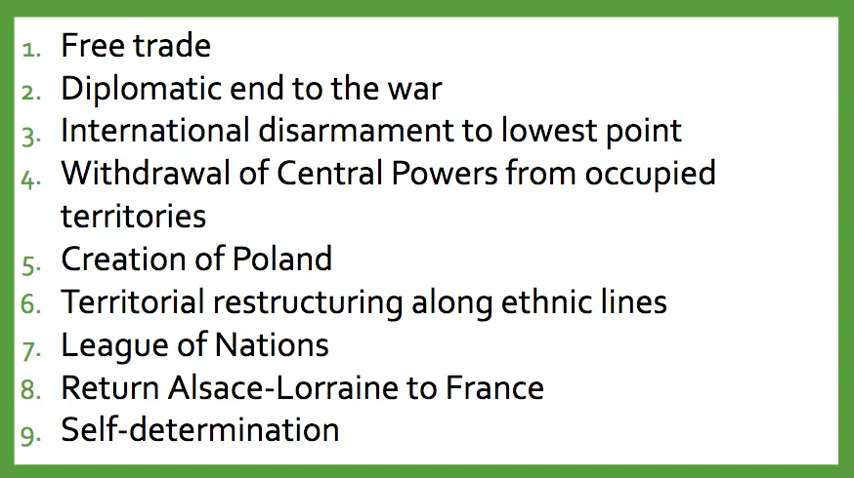 1. Free trade
2. Diplomatic end to the war
3. International disarmament to lowest point
4. Withdrawal of Central Powers from occupied
territories
5. Creation of Poland
6. Territorial restructuring along ethnic lines
7. League of Nations
8. Return Alsace-Lorraine to France
9. Self-determination